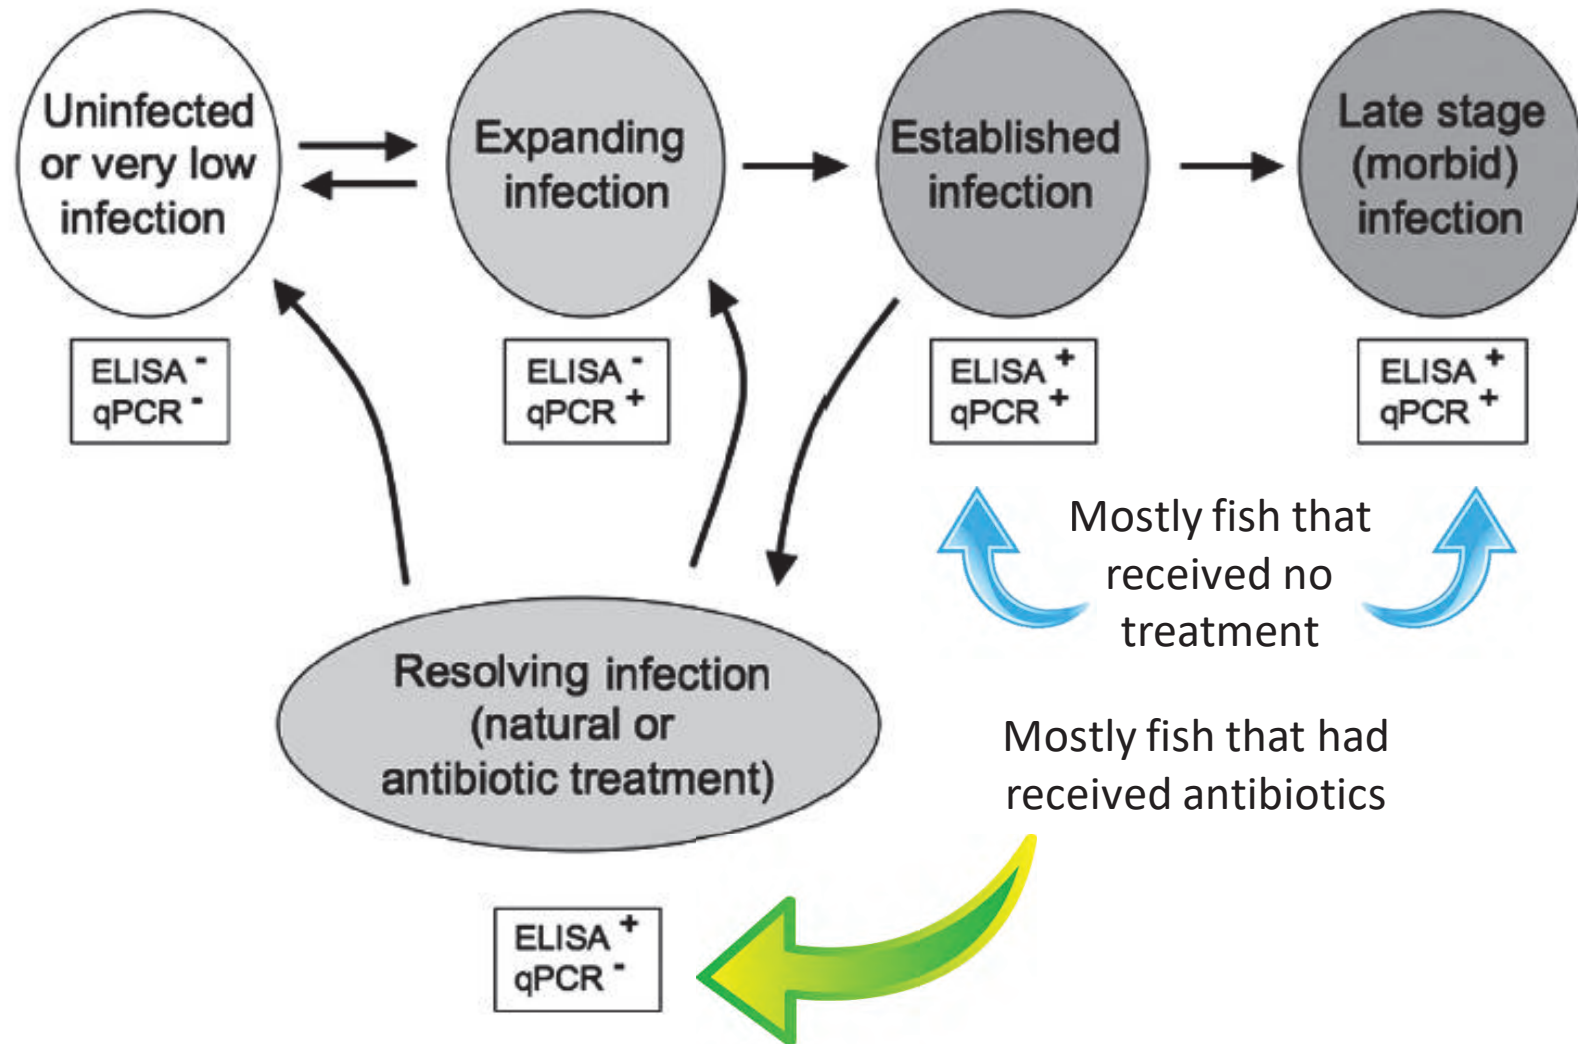 Uninfected
or very low
infection
Expanding
infection
Established
infection
Late stage
(morbid)
infection
ELISA -
qPCR -
ELISA -
qPCR +
ELISA +
qPCR +
ELISA +
qPCR +
Mostly fish that
received no
treatment
Resolving infection
(natural or
antibiotic treatment)
Mostly fish that had
received antibiotics
ELISA +
qPCR -